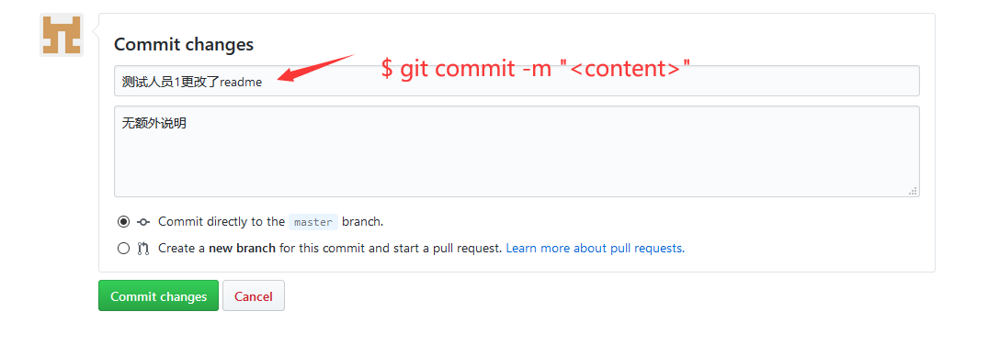 Commit changes
测试人员1更改了readme
$ git commit -m "<content>"
无额外说明
Commit directly to the master branch.
Create a new branch for this commit and start a pull request. Learn more about pull requests.
Commit changes Cancel